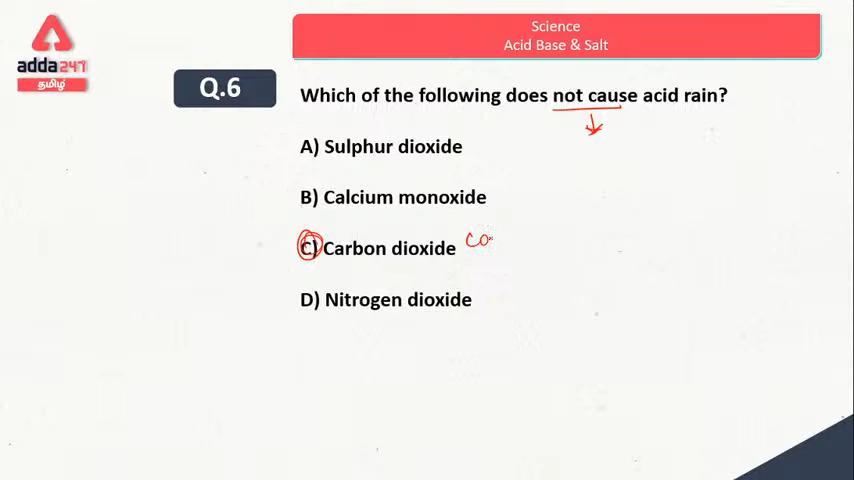 Science
Acid Base & Salt
adda247
தமிழ்
Q.6
Which of the following does not cause acid rain?
A) Sulphur dioxide
B) Calcium monoxide
C) Carbon dioxide CO
D) Nitrogen dioxide